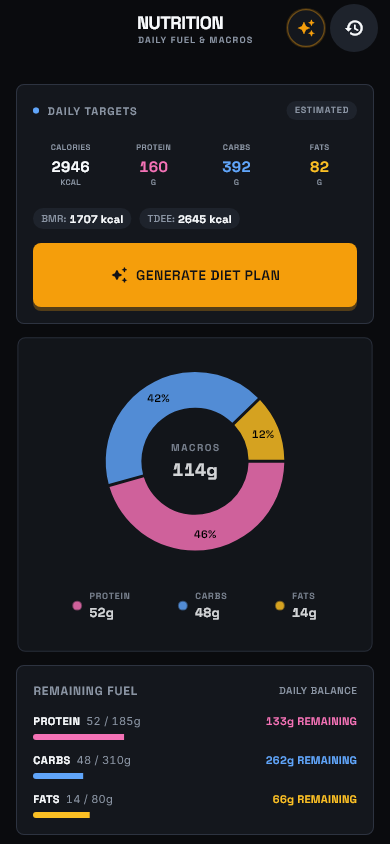 NUTRITION
DAILY FUEL & MACROS
DAILY TARGETS ESTIMATED
CALORIES PROTEIN CARBS FATS
2946 160 392 82
KCAL G G G
BMR: 1707 kcal TDEE: 2645 kcal
GENERATE DIET PLAN
42%
12%
MACROS
114g
46%
PROTEIN CARBS FATS
52g 48g 14g
REMAINING FUEL DAILY BALANCE
PROTEIN 52 / 185g 133g REMAINING
CARBS 48 / 310g 262g REMAINING
FATS 14 / 80g 66g REMAINING